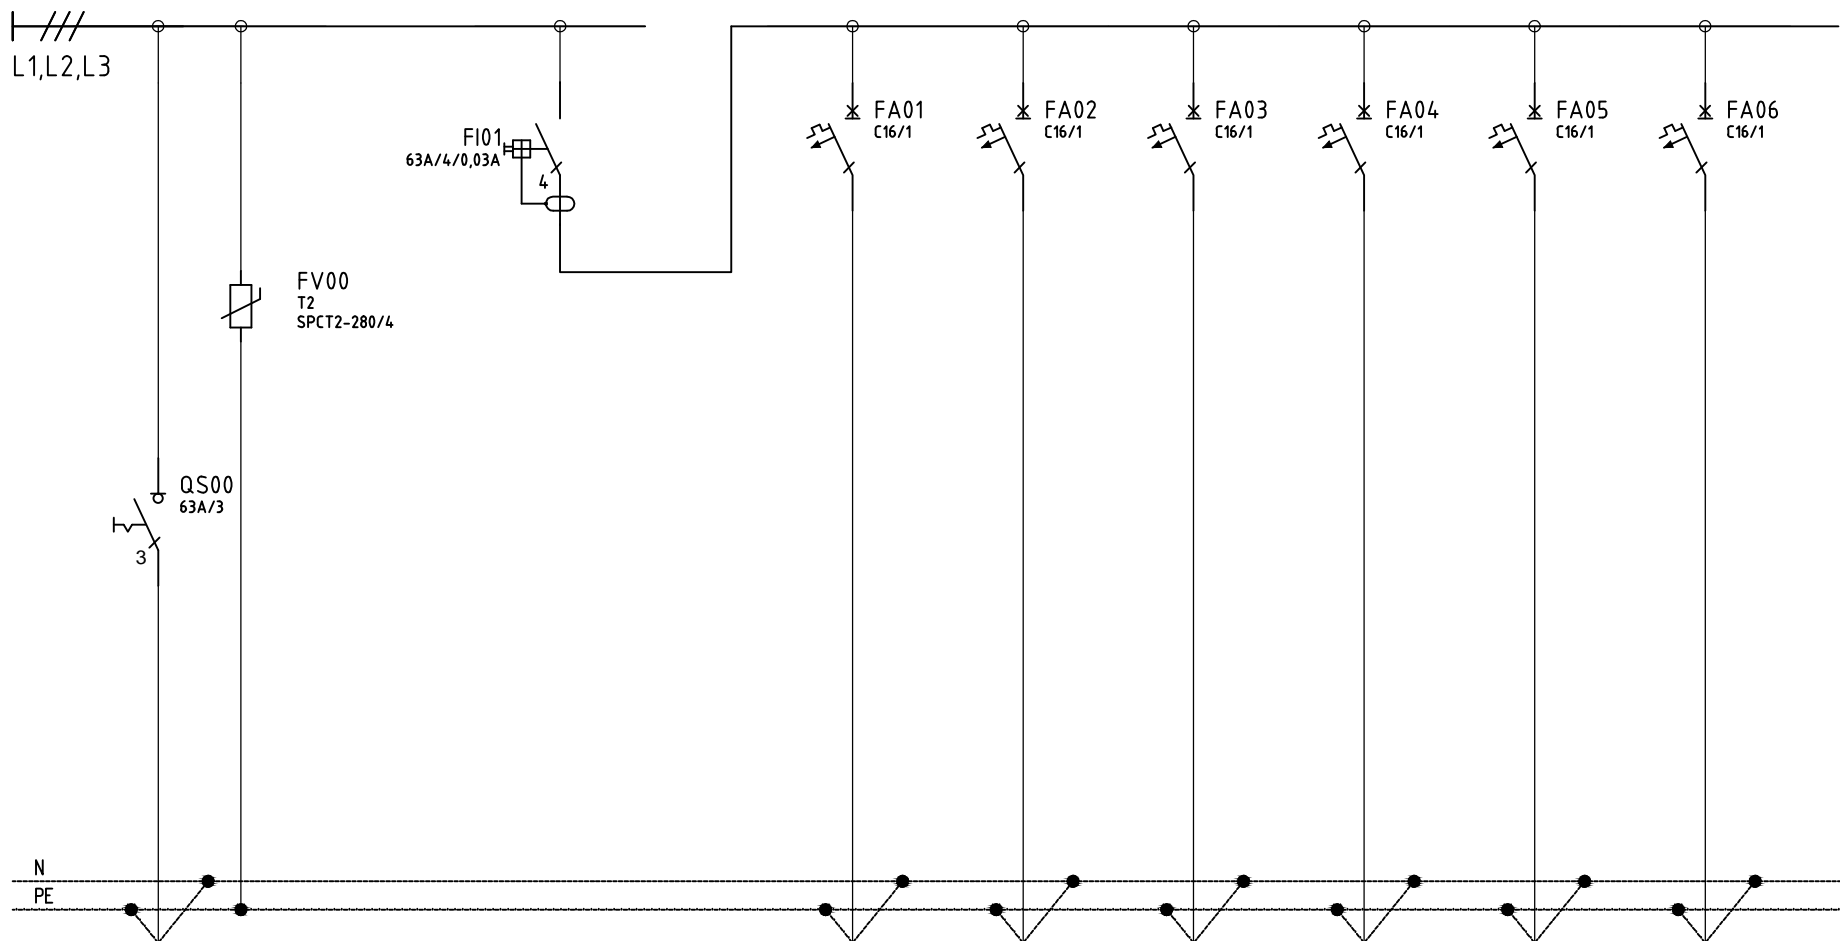 L1,L2,L3
FI01
63A/4/0,03A
4
FA01
C16/1
FA02
C16/1
FA03
C16/1
FA04
C16/1
FA05
C16/1
FA06
C16/1
FV00
T2
SPCT2-280/4
QS00
63A/3
3
N
PE